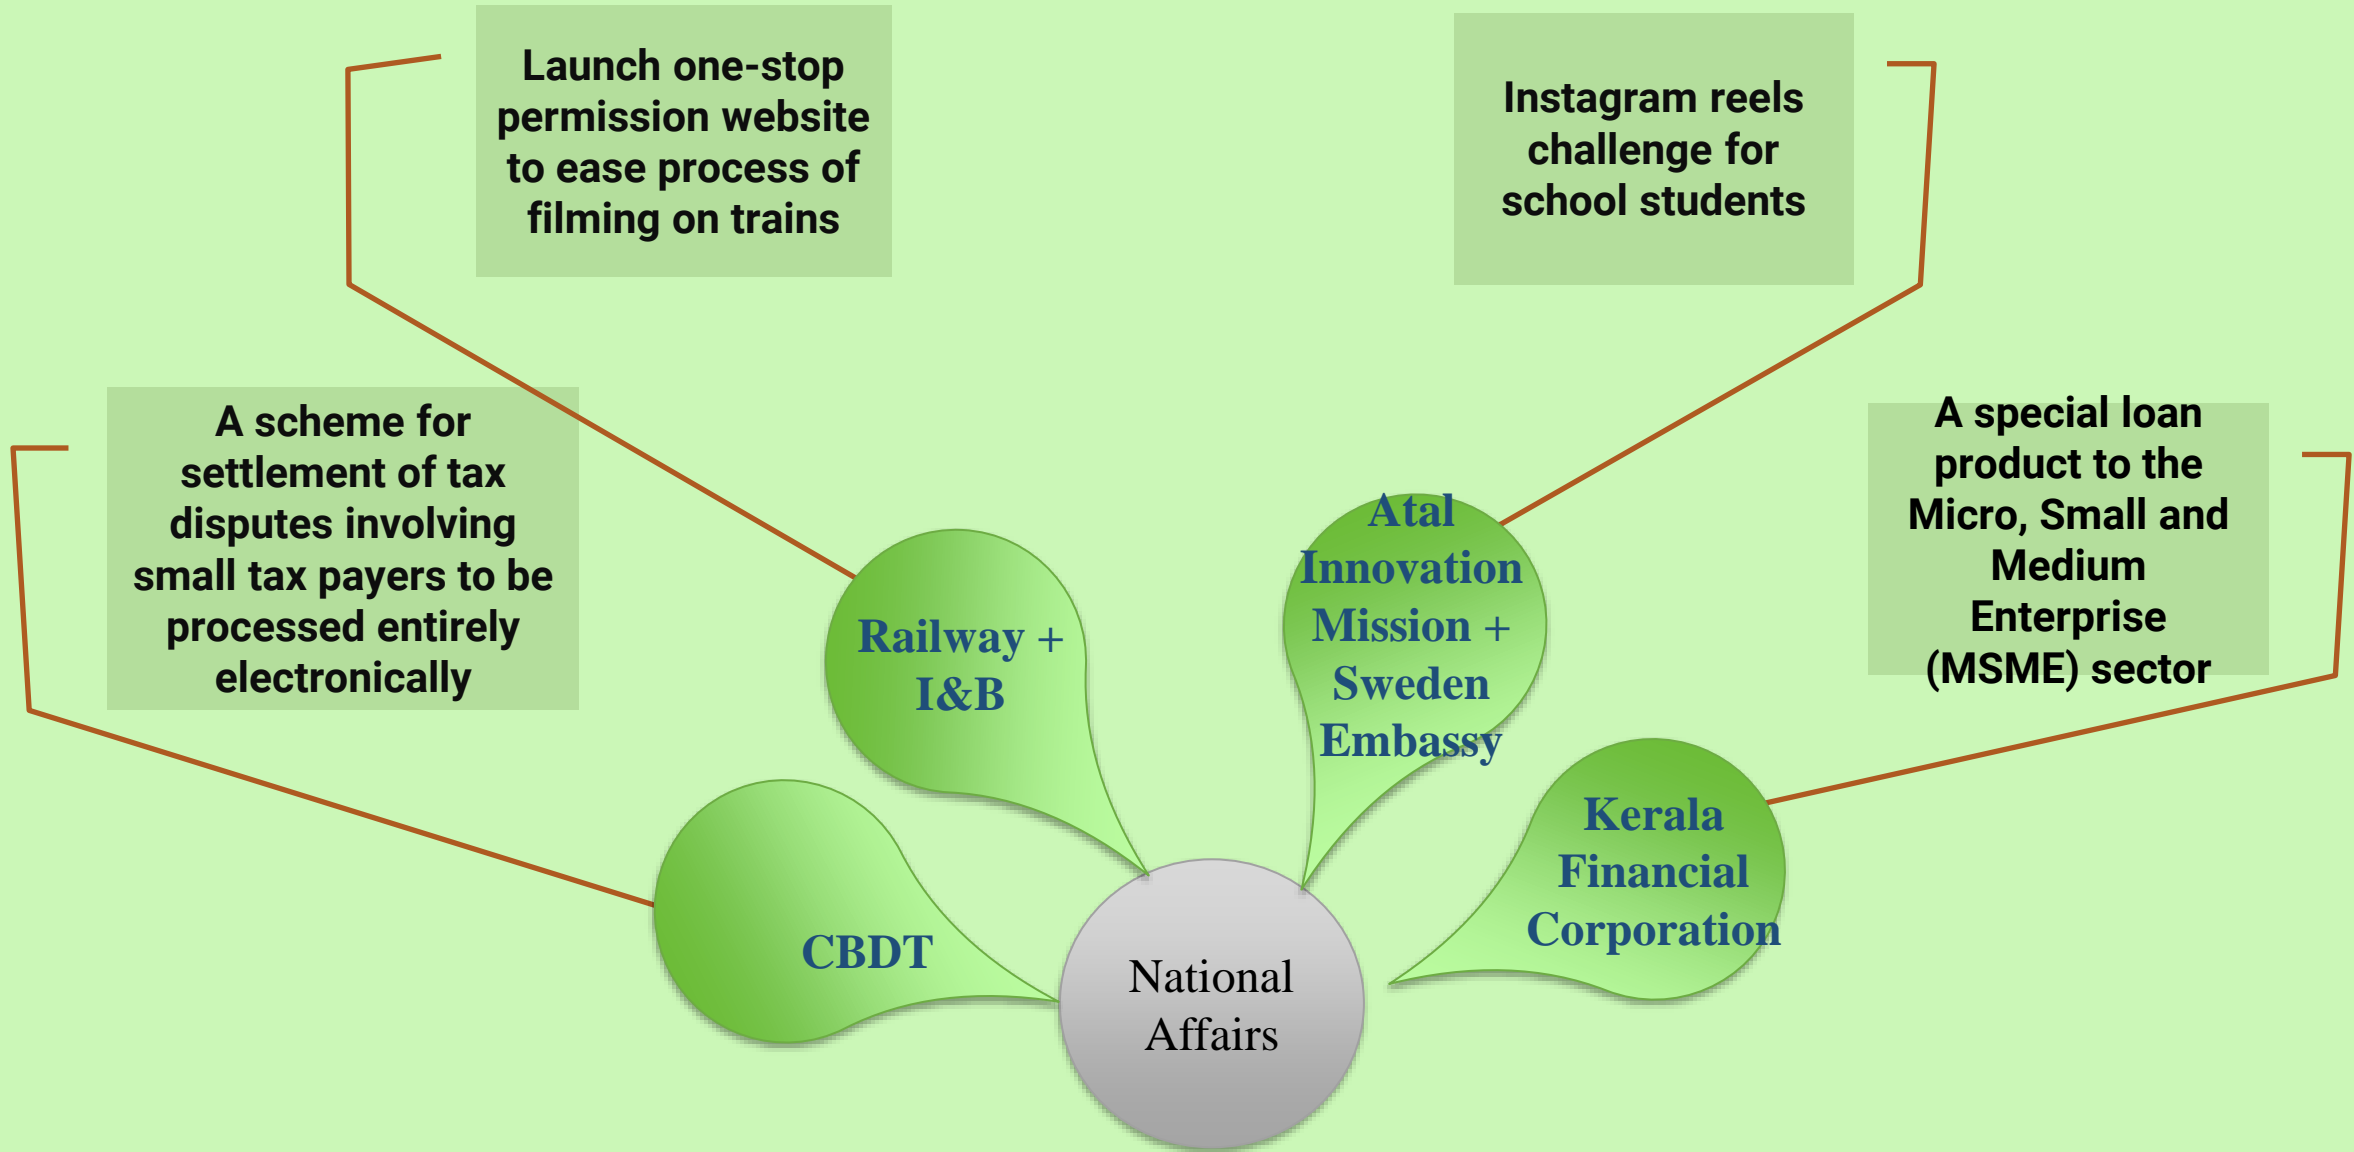 Launch one-stop
permission website
to ease process of
filming on trains
Instagram reels
challenge for
school students
A scheme for
settlement of tax
disputes involving
small tax payers to be
processed entirely
electronically
A special loan
product to the
Micro, Small and
Medium
Enterprise
(MSME) sector
Railway +
I&B
Atal
Innovation
Mission +
Sweden
Embassy
CBDT
Kerala
Financial
Corporation
National
Affairs